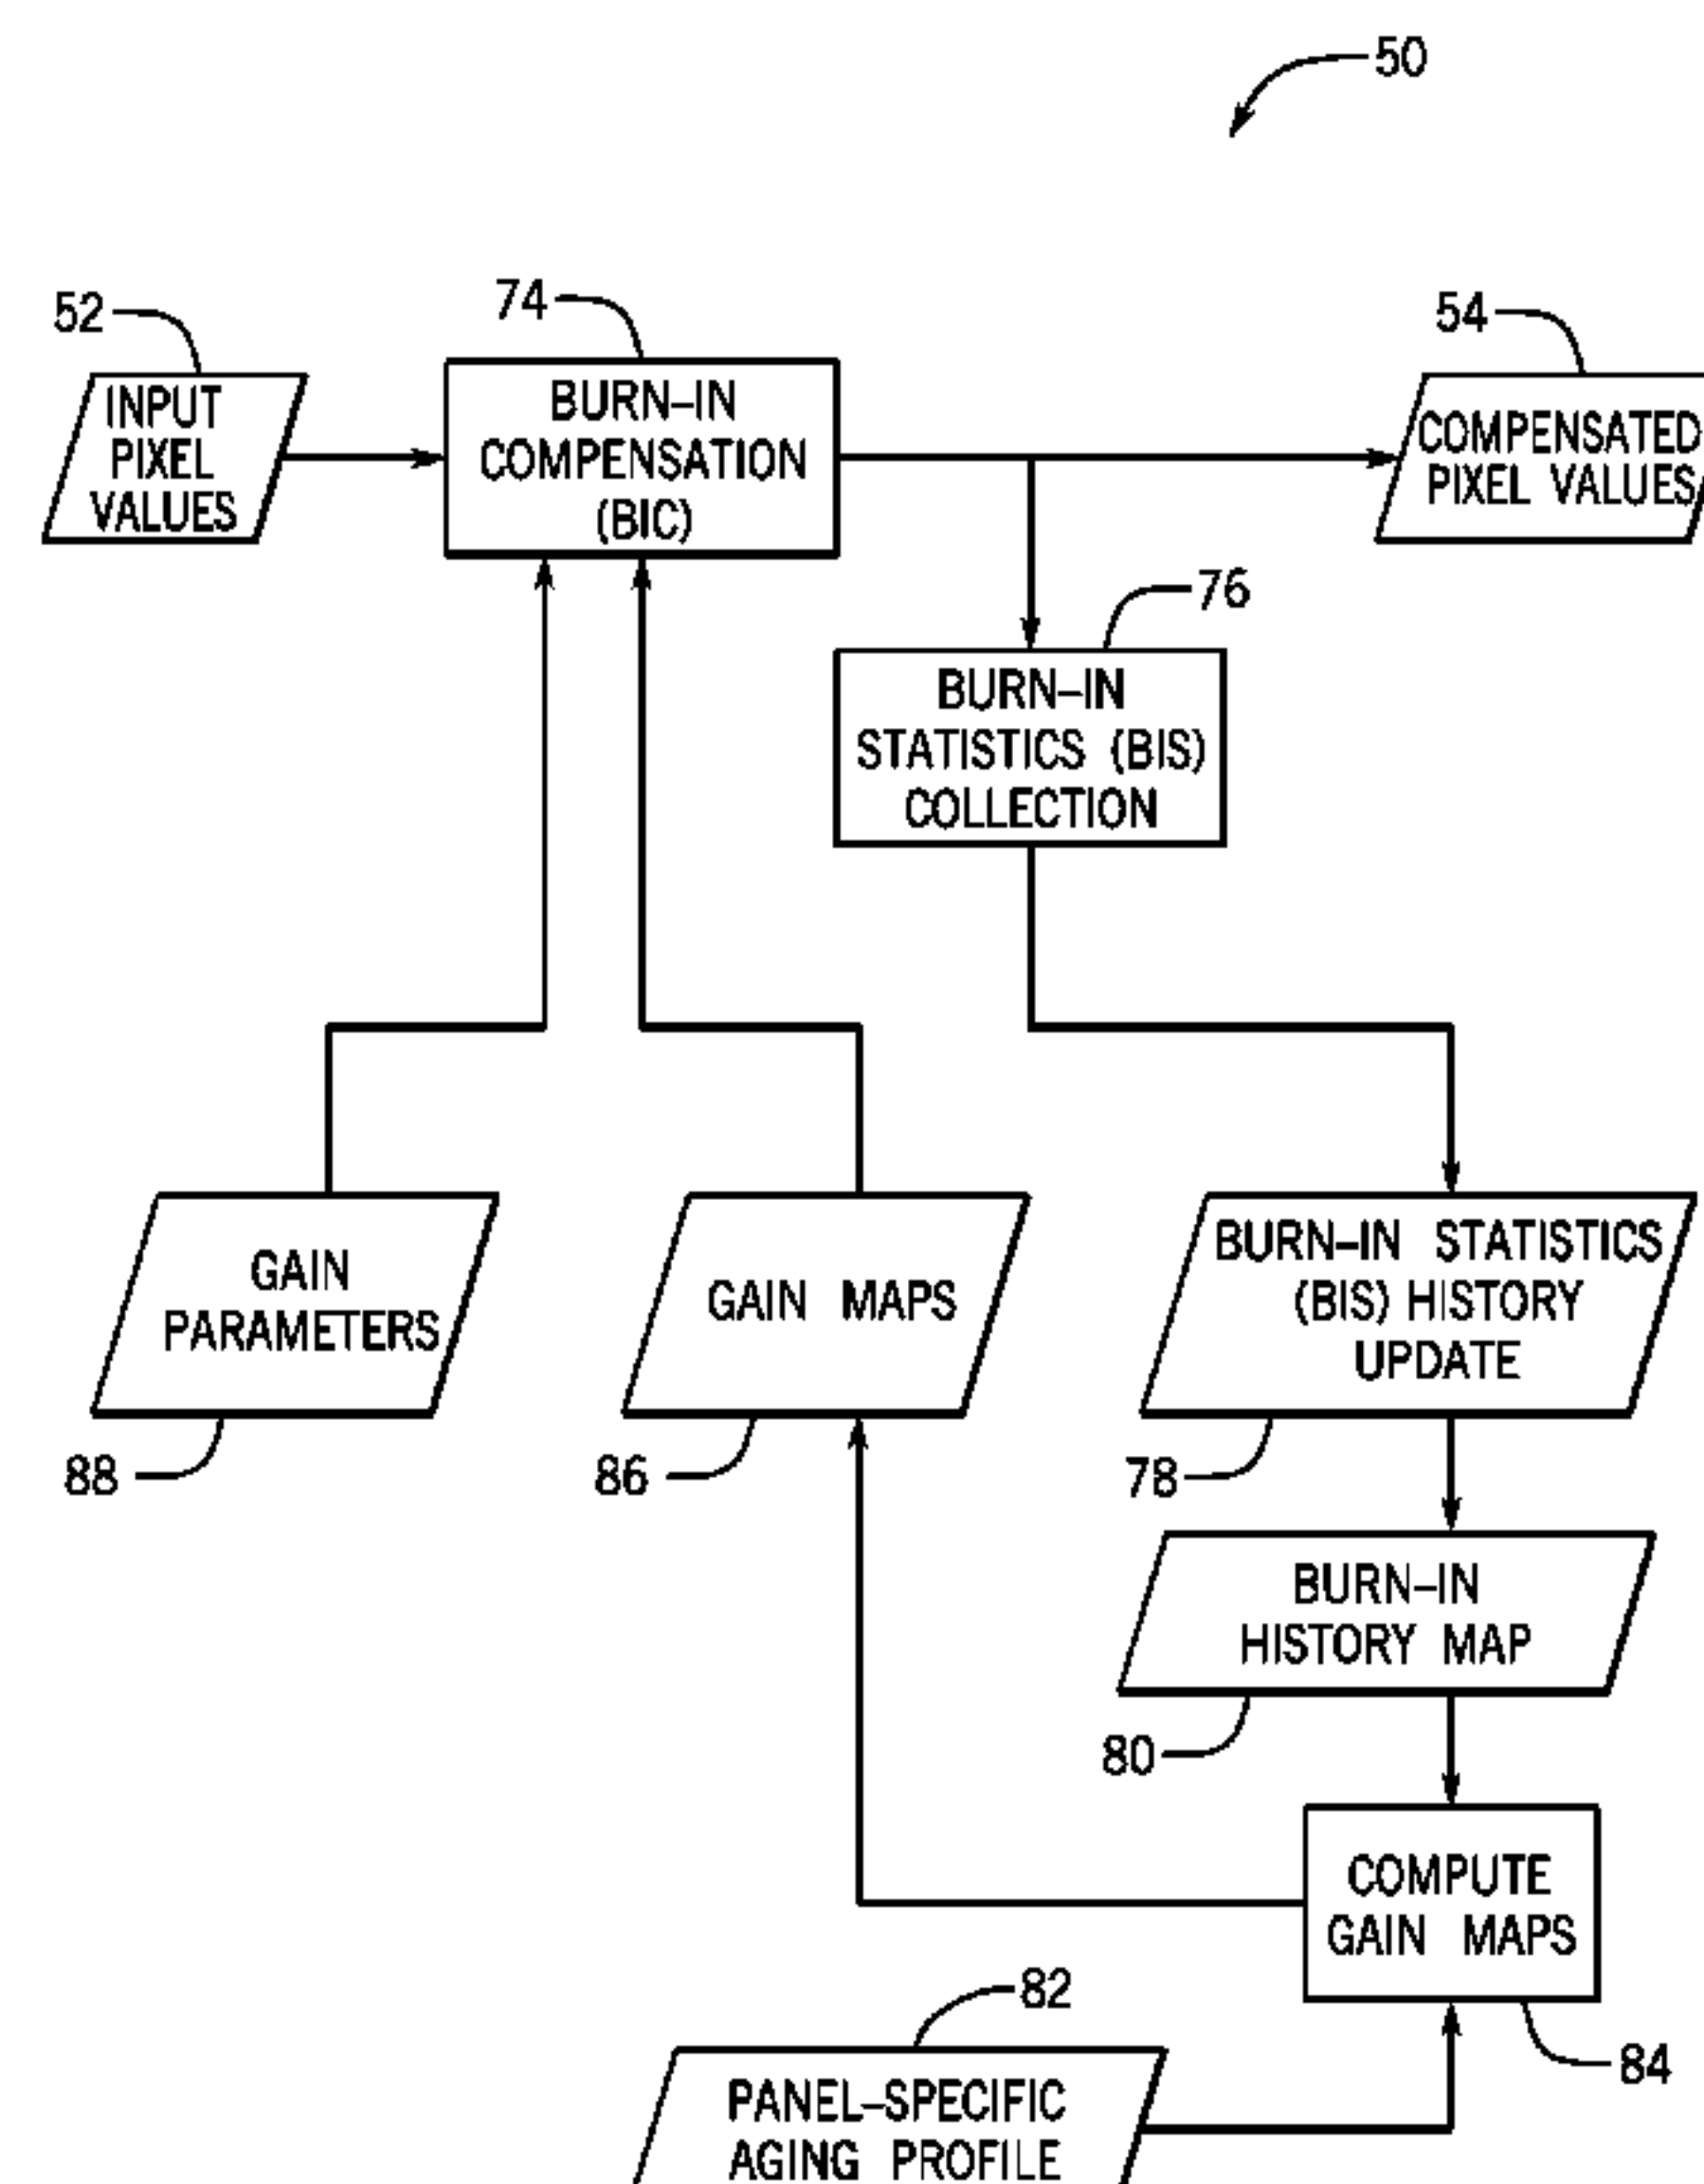 50
52
INPUT
PIXEL
VALUES
74
BURN–IN
COMPENSATION
(BIC)
54
COMPENSATED
PIXEL VALUES
76
BURN–IN
STATISTICS (BIS)
COLLECTION
GAIN
PARAMETERS
88
GAIN MAPS
86
BURN–IN STATISTICS
(BIS) HISTORY
UPDATE
78
BURN–IN
HISTORY MAP
80
COMPUTE
GAIN MAPS
84
82
PANEL–SPECIFIC
AGING PROFILE